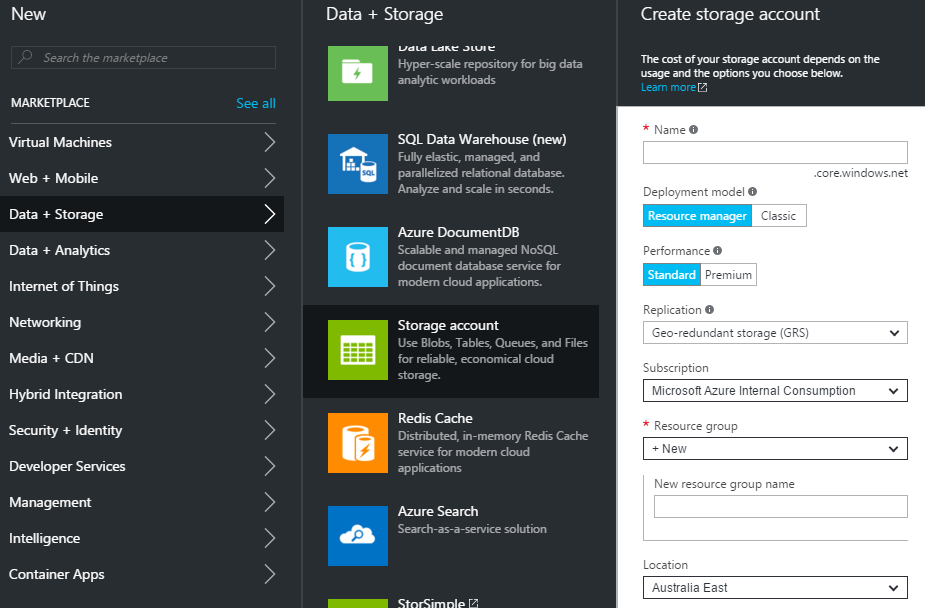 New
Search the marketplace
MARKETPLACE See all
Virtual Machines
Web + Mobile
Data + Storage
Data + Analytics
Internet of Things
Networking
Media + CDN
Hybrid Integration
Security + Identity
Developer Services
Management
Intelligence
Container Apps
Data + Storage
Data Lake Store
Hyper-scale repository for big data
analytic workloads
SQL Data Warehouse (new)
Fully elastic, managed, and
parallelized relational database.
Analyze and scale in seconds.
SQL
Azure DocumentDB
Scalable and managed NoSQL
document database service for
modern cloud applications.
Storage account
Use Blobs, Tables, Queues, and Files
for reliable, economical cloud
storage.
Redis Cache
Distributed, in-memory Redis Cache
service for modern cloud
applications
Azure Search
Search-as-a-service solution
StorSimple
Create storage account
The cost of your storage account depends on the
usage and the options you choose below.
Learn more
* Name
.core.windows.net
Deployment model
Resource manager Classic
Performance
Standard Premium
Replication
Geo-redundant storage (GRS)
Subscription
Microsoft Azure Internal Consumption
* Resource group
+ New
New resource group name
Location
Australia East